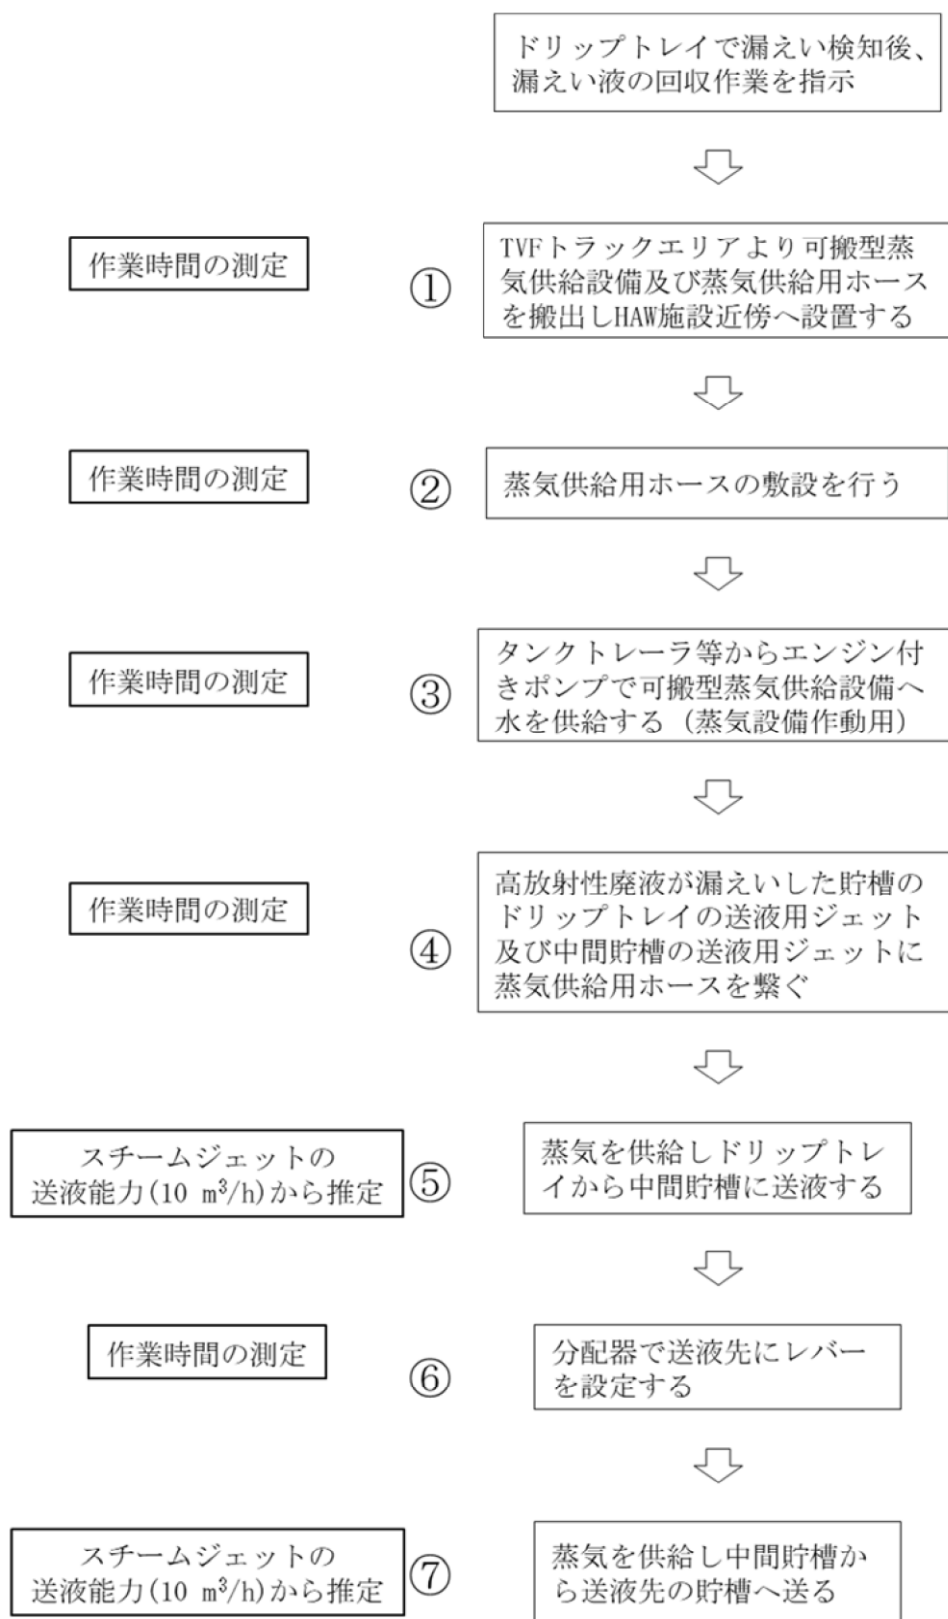 ドリップトレイで漏えい検知後、
漏えい液の回収作業を指示
作業時間の測定
①
TVFトラックエリアより可搬型蒸
気供給設備及び蒸気供給用ホース
を搬出しHAW施設近傍へ設置する
作業時間の測定
②
蒸気供給用ホースの敷設を行う
作業時間の測定
③
タンクトレーラ等からエンジン付
きポンプで可搬型蒸気供給設備へ
水を供給する（蒸気設備作動用）
作業時間の測定
④
高放射性廃液が漏えいした貯槽の
ドリップトレイの送液用ジェット
及び中間貯槽の送液用ジェットに
蒸気供給用ホースを繋ぐ
スチームジェットの
送液能力(10 m³/h)から推定
⑤
蒸気を供給しドリップトレ
イから中間貯槽に送液する
作業時間の測定
⑥
分配器で送液先にレバー
を設定する
スチームジェットの
送液能力(10 m³/h)から推定
⑦
蒸気を供給し中間貯槽か
ら送液先の貯槽へ送る